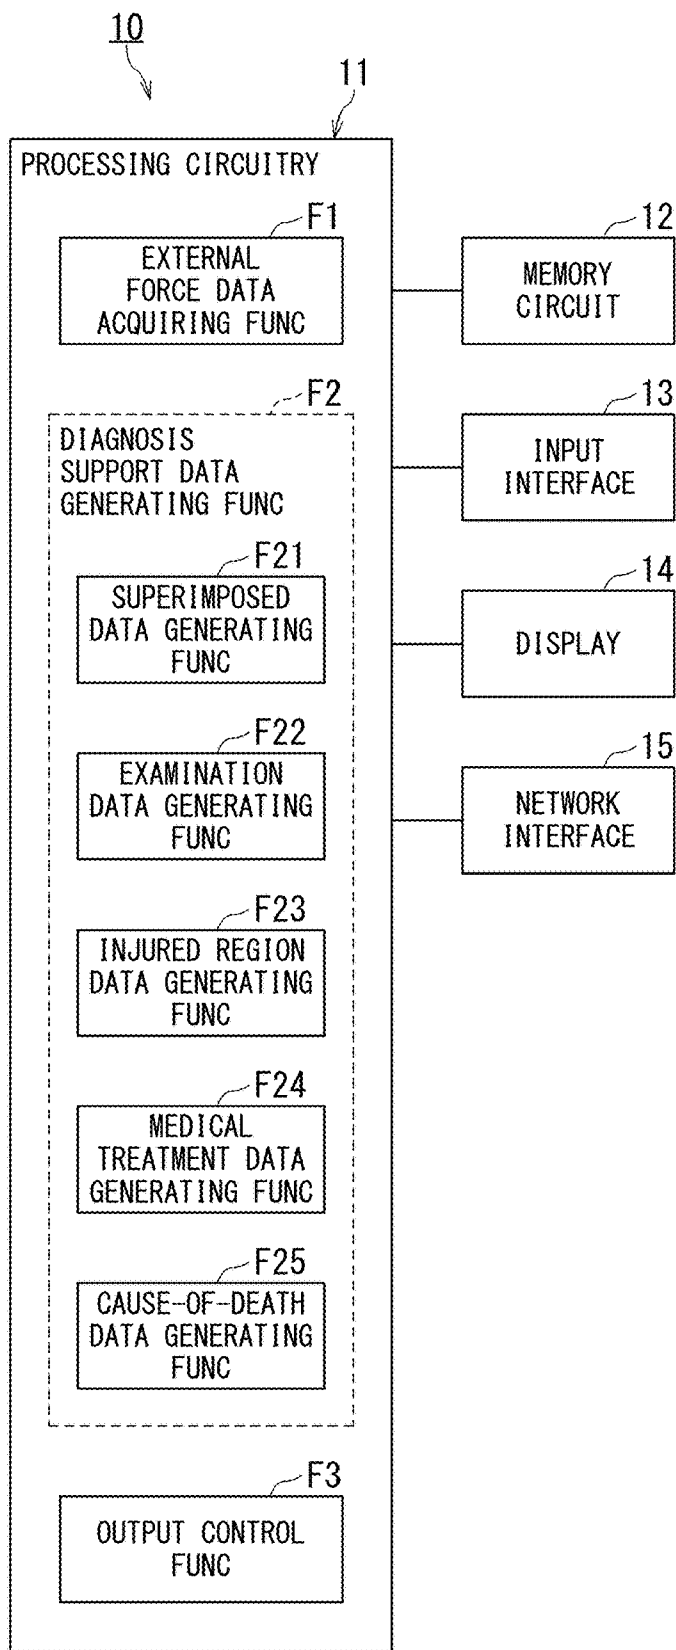 10
11
PROCESSING CIRCUITRY
F1
EXTERNAL
FORCE DATA
ACQUIRING FUNC
F2
DIAGNOSIS
SUPPORT DATA
GENERATING FUNC
F21
SUPERIMPOSED
DATA GENERATING
FUNC
F22
EXAMINATION
DATA GENERATING
FUNC
F23
INJURED REGION
DATA GENERATING
FUNC
F24
MEDICAL
TREATMENT DATA
GENERATING FUNC
F25
CAUSE-OF-DEATH
DATA GENERATING
FUNC
F3
OUTPUT CONTROL
FUNC
12
MEMORY
CIRCUIT
13
INPUT
INTERFACE
14
DISPLAY
15
NETWORK
INTERFACE